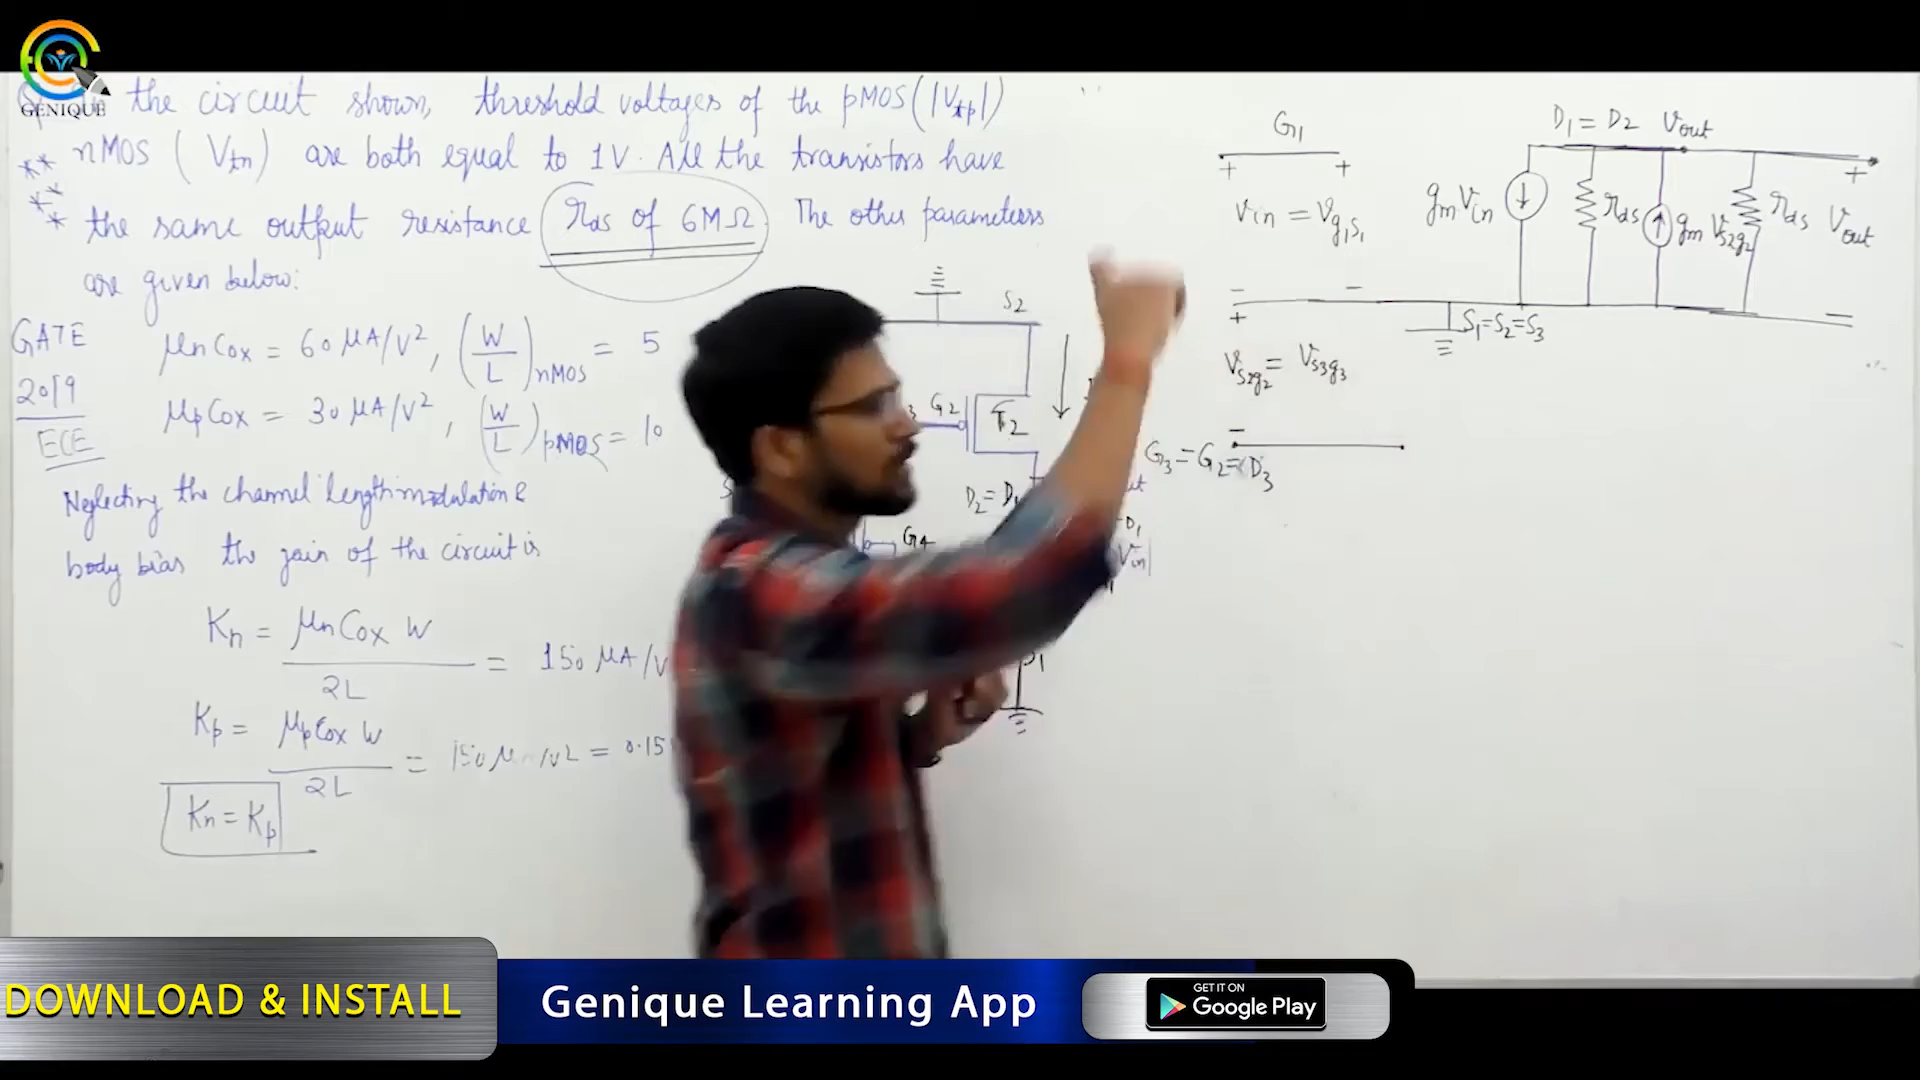 GENIQUE
the circuit shown, threshold voltages of the pMOS (|Vtp|)
** nMOS (Vtn) are both equal to 1V. All the transistors have
** the same output resistance rds of 6MΩ The other parameters
are given below:
GATE
2019
ECE
μnCox = 60 μA/V², (W/L)nMOS = 5
μpCox = 30 μA/V², (W/L)pMOS = 10
Neglecting the channel length modulation &
body bias the gain of the circuit is
Kn = μnCox W / 2L = 150 μA/V
Kp = μpCox W / 2L = 150 μ /V2 = 0.15
Kn = Kp
S2
G2
T2
D2 = D1
G4
Vin
G1
+ +
Vin = Vg1s1
- -
+
Vs2g2 = Vs3g3
-
G3 = G2 = D3
D1 = D2 Vout
gmVin rds gmVs2g2 rds Vout
+
-
S1=S2=S3
DOWNLOAD & INSTALL
Genique Learning App
GET IT ON
Google Play